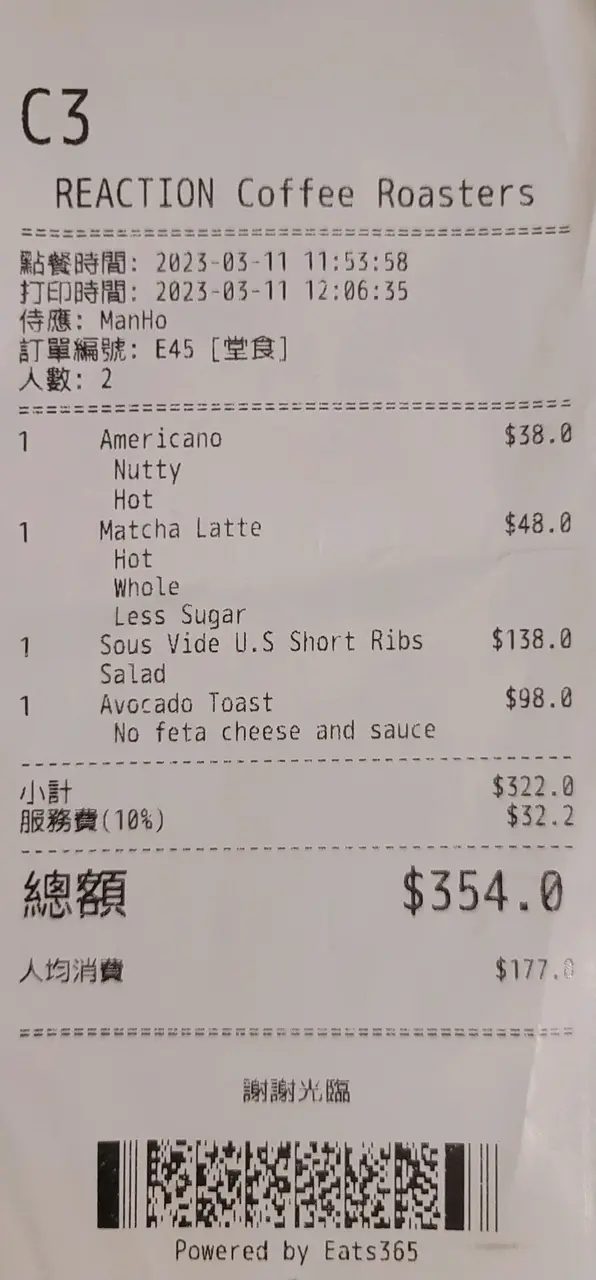 C3
REACTION Coffee Roasters
點餐時間: 2023-03-11 11:53:58
打印時間: 2023-03-11 12:06:35
侍應: ManHo
訂單編號: E45 [堂食]
人數: 2
1 Americano $38.0
Nutty
Hot
1 Matcha Latte $48.0
Hot
Whole
Less Sugar
1 Sous Vide U.S Short Ribs $138.0
Salad
1 Avocado Toast $98.0
No feta cheese and sauce
小計 $322.0
服務費(10%) $32.2
總額 $354.0
人均消費 $177.0
謝謝光臨
Powered by Eats365